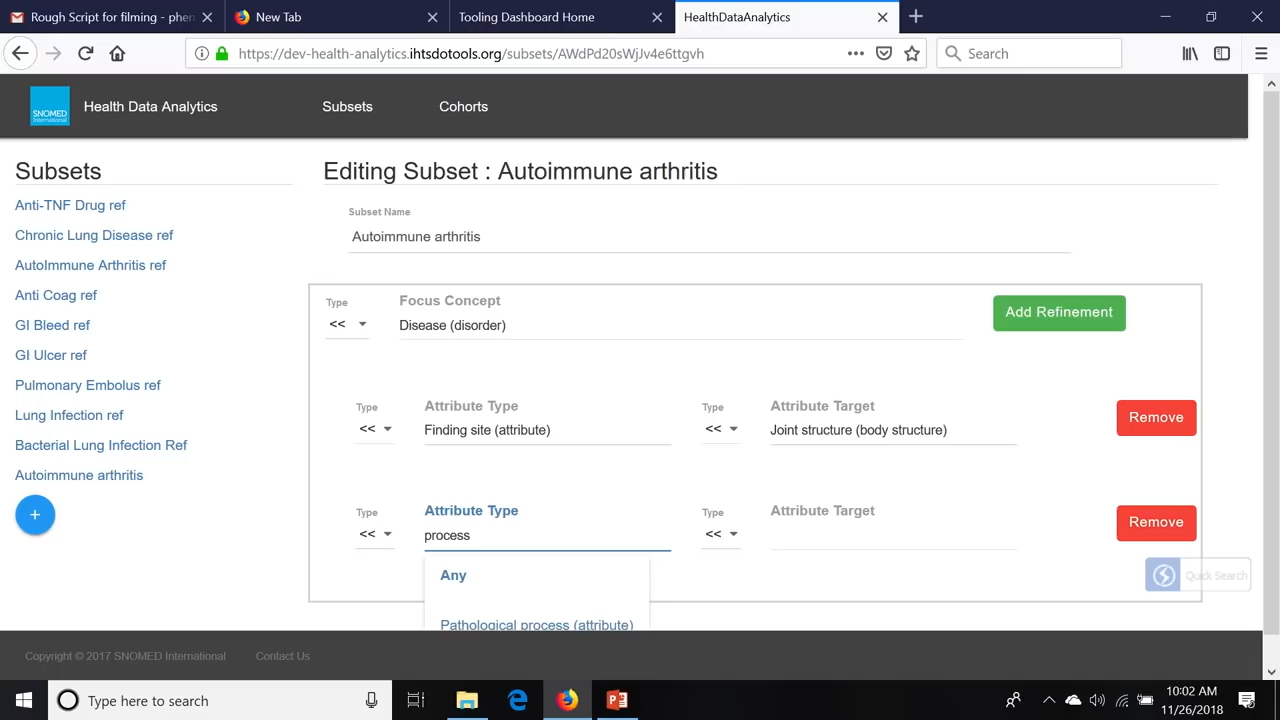 Rough Script for filming - phen
New Tab
Tooling Dashboard Home
HealthDataAnalytics
https://dev-health-analytics.ihtsdotools.org/subsets/AWdPd20sWjJv4e6ttgvh
Search
SNOMED
International
Health Data Analytics
Subsets
Cohorts
Subsets
Anti-TNF Drug ref
Chronic Lung Disease ref
AutoImmune Arthritis ref
Anti Coag ref
GI Bleed ref
GI Ulcer ref
Pulmonary Embolus ref
Lung Infection ref
Bacterial Lung Infection Ref
Autoimmune arthritis
+
Editing Subset : Autoimmune arthritis
Subset Name
Autoimmune arthritis
Type
Focus Concept
<<
Disease (disorder)
Add Refinement
Type
Attribute Type
Type
Attribute Target
<<
Finding site (attribute)
<<
Joint structure (body structure)
Remove
Type
Attribute Type
Type
Attribute Target
<<
process
<<
Remove
Any
Pathological process (attribute)
Quick Search
Copyright © 2017 SNOMED International
Contact Us
Type here to search
10:02 AM
11/26/2018